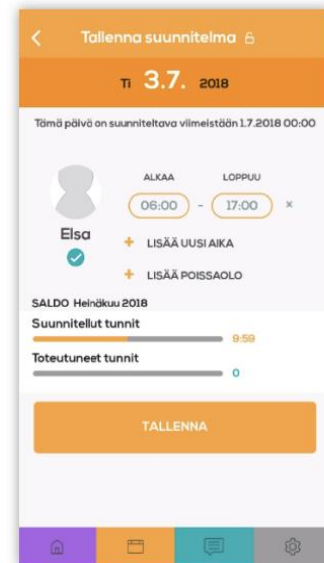 Tallenna suunnitelma
Ti 3.7. 2018
Tämä päivä on suunniteltava viimeistään 1.7.2018 00:00
ALKAA LOPPUU
06:00 - 17:00 ×
Elsa
+ LISÄÄ UUSI AIKA
+ LISÄÄ POISSAOLO
SALDO Heinäkuu 2018
Suunnitellut tunnit
9:59
Toteutuneet tunnit
0
TALLENNA